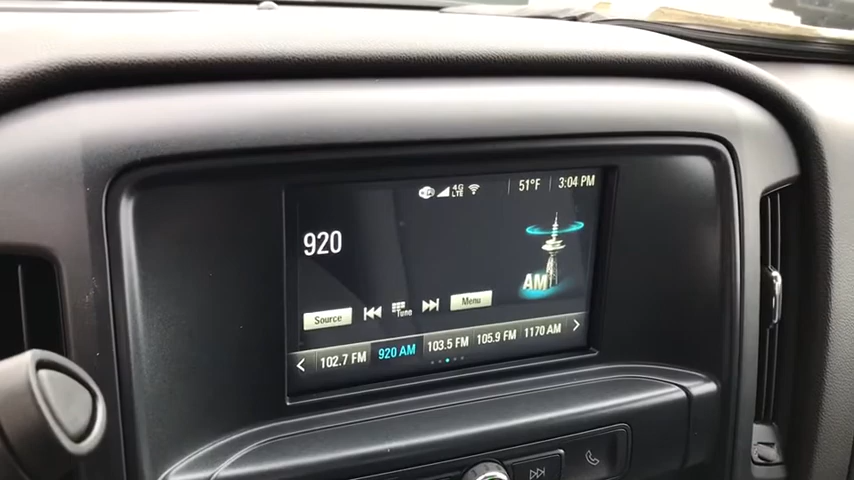 4G LTE 51°F 3:04 PM
920
AM
Source Tune Menu
102.7 FM 920 AM 103.5 FM 105.9 FM 1170 AM